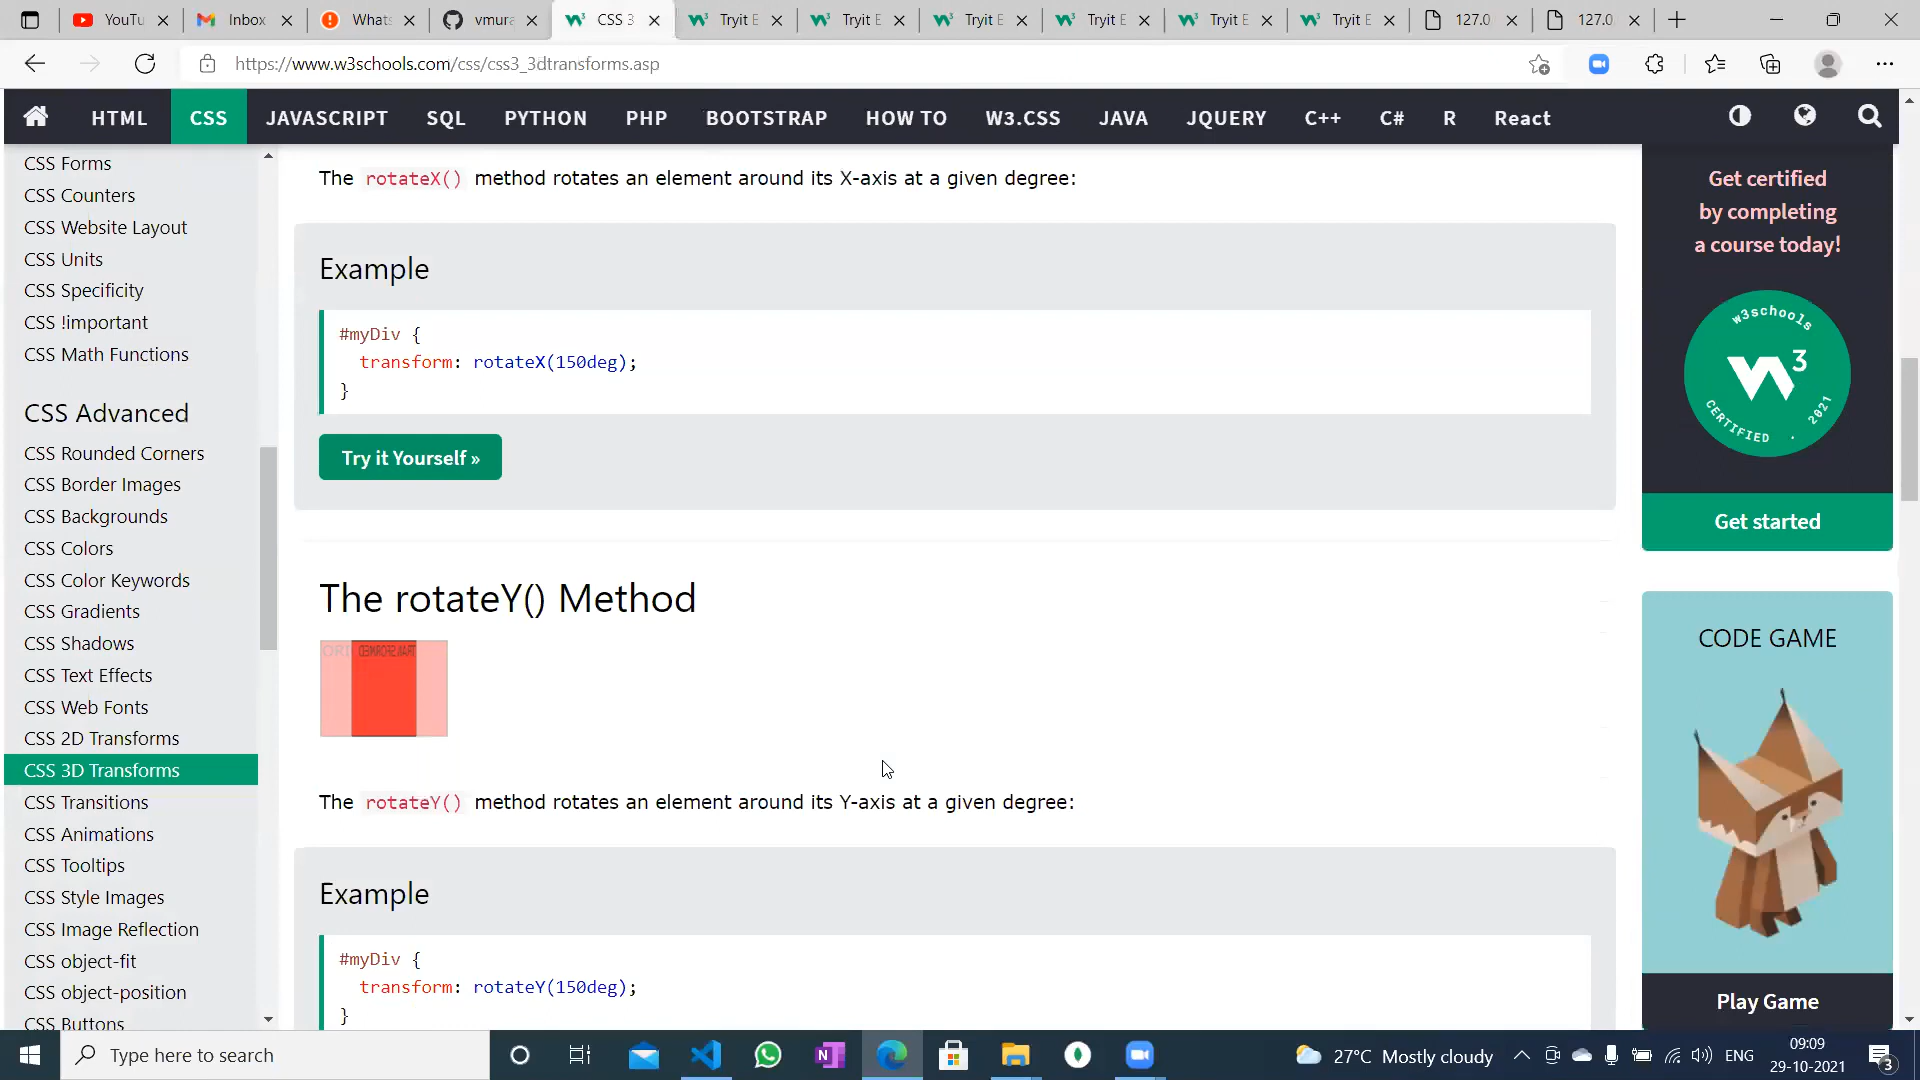 YouTu
Inbox
Whats
vmura
CSS 3
Tryit E
Tryit E
Tryit E
Tryit E
Tryit E
Tryit E
127.0
127.0
https://www.w3schools.com/css/css3_3dtransforms.asp
HTML CSS JAVASCRIPT SQL PYTHON PHP BOOTSTRAP HOW TO W3.CSS JAVA JQUERY C++ C# R React
CSS Forms
CSS Counters
CSS Website Layout
CSS Units
CSS Specificity
CSS !important
CSS Math Functions
CSS Advanced
CSS Rounded Corners
CSS Border Images
CSS Backgrounds
CSS Colors
CSS Color Keywords
CSS Gradients
CSS Shadows
CSS Text Effects
CSS Web Fonts
CSS 2D Transforms
CSS 3D Transforms
CSS Transitions
CSS Animations
CSS Tooltips
CSS Style Images
CSS Image Reflection
CSS object-fit
CSS object-position
CSS Buttons
The rotateX() method rotates an element around its X-axis at a given degree:
Example
#myDiv {
transform: rotateX(150deg);
}
Try it Yourself »
The rotateY() Method
ORI TRANSFORMED
The rotateY() method rotates an element around its Y-axis at a given degree:
Example
#myDiv {
transform: rotateY(150deg);
}
Get certified
by completing
a course today!
w3schools
W3
CERTIFIED . 2021
Get started
CODE GAME
Play Game
Type here to search
27°C Mostly cloudy
ENG
09:09
29-10-2021
3